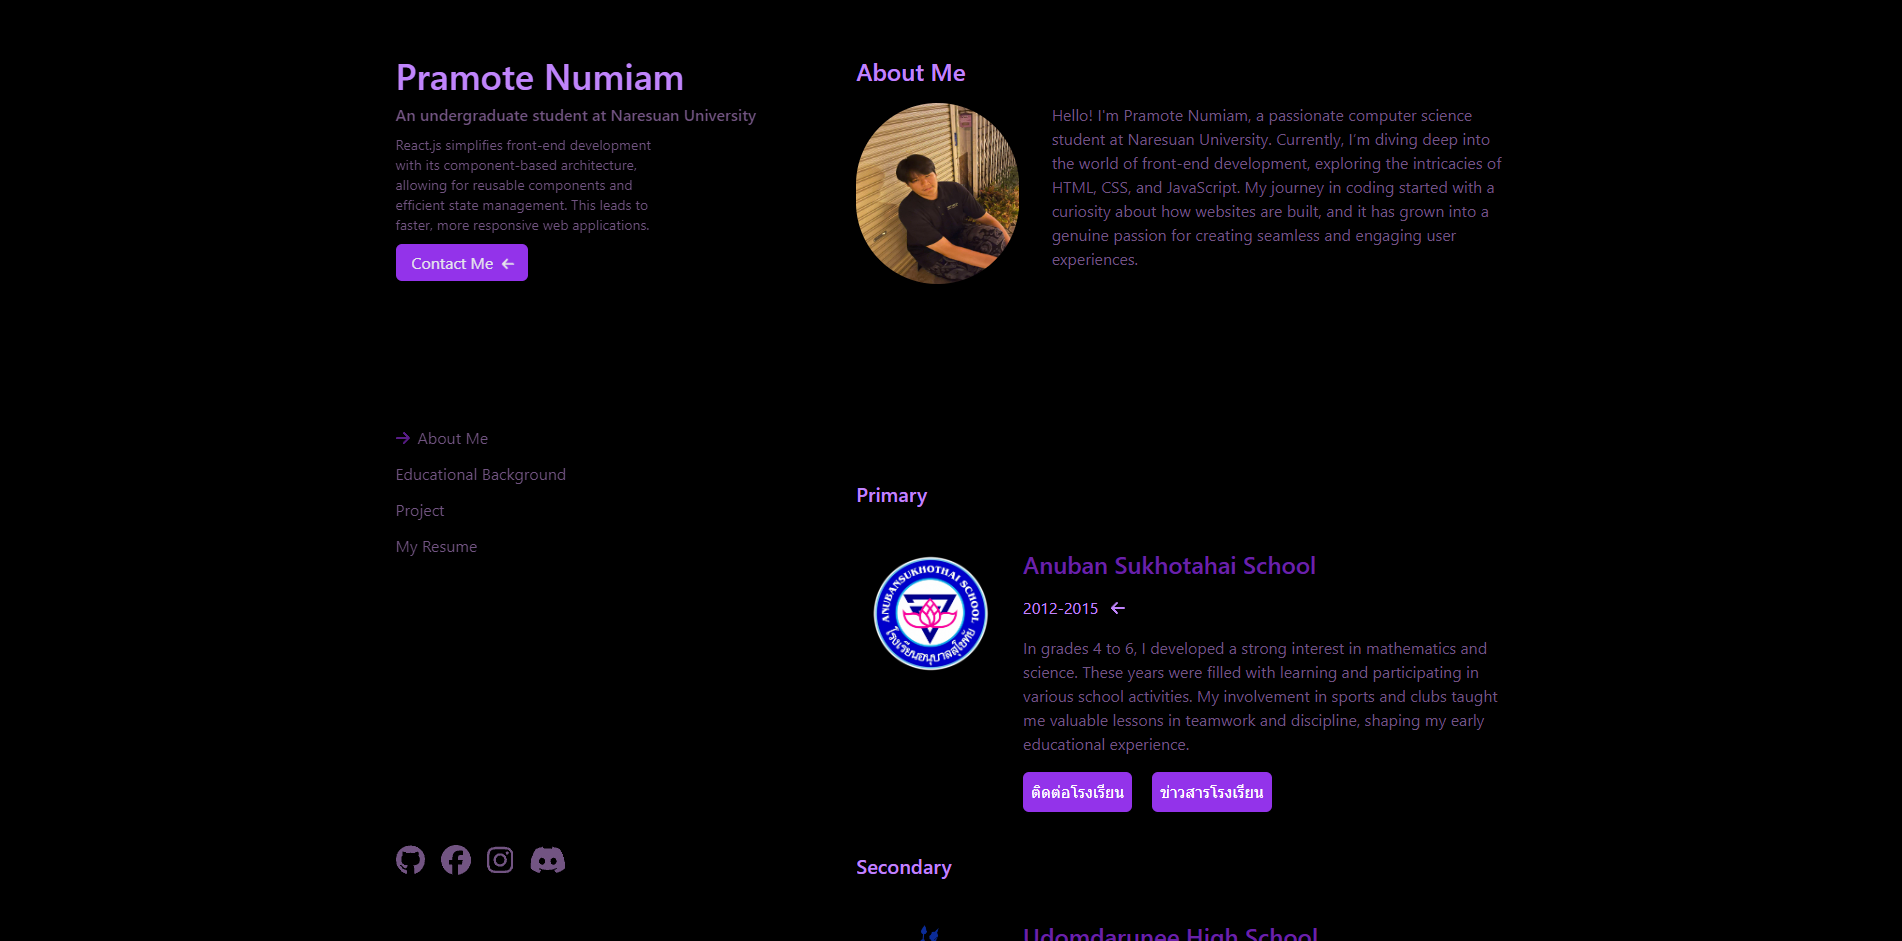 Pramote Numiam
An undergraduate student at Naresuan University
React.js simplifies front-end development
with its component-based architecture,
allowing for reusable components and
efficient state management. This leads to
faster, more responsive web applications.
Contact Me
About Me
Educational Background
Project
My Resume
About Me
Hello! I'm Pramote Numiam, a passionate computer science
student at Naresuan University. Currently, I'm diving deep into
the world of front-end development, exploring the intricacies of
HTML, CSS, and JavaScript. My journey in coding started with a
curiosity about how websites are built, and it has grown into a
genuine passion for creating seamless and engaging user
experiences.
Primary
ANUBANSUKHOTHAI SCHOOL
โรงเรียนอนุบาลสุโขทัย
Anuban Sukhotahai School
2012-2015
In grades 4 to 6, I developed a strong interest in mathematics and
science. These years were filled with learning and participating in
various school activities. My involvement in sports and clubs taught
me valuable lessons in teamwork and discipline, shaping my early
educational experience.
ติดต่อโรงเรียน
ข่าวสารโรงเรียน
Secondary
Udomdarunee High School